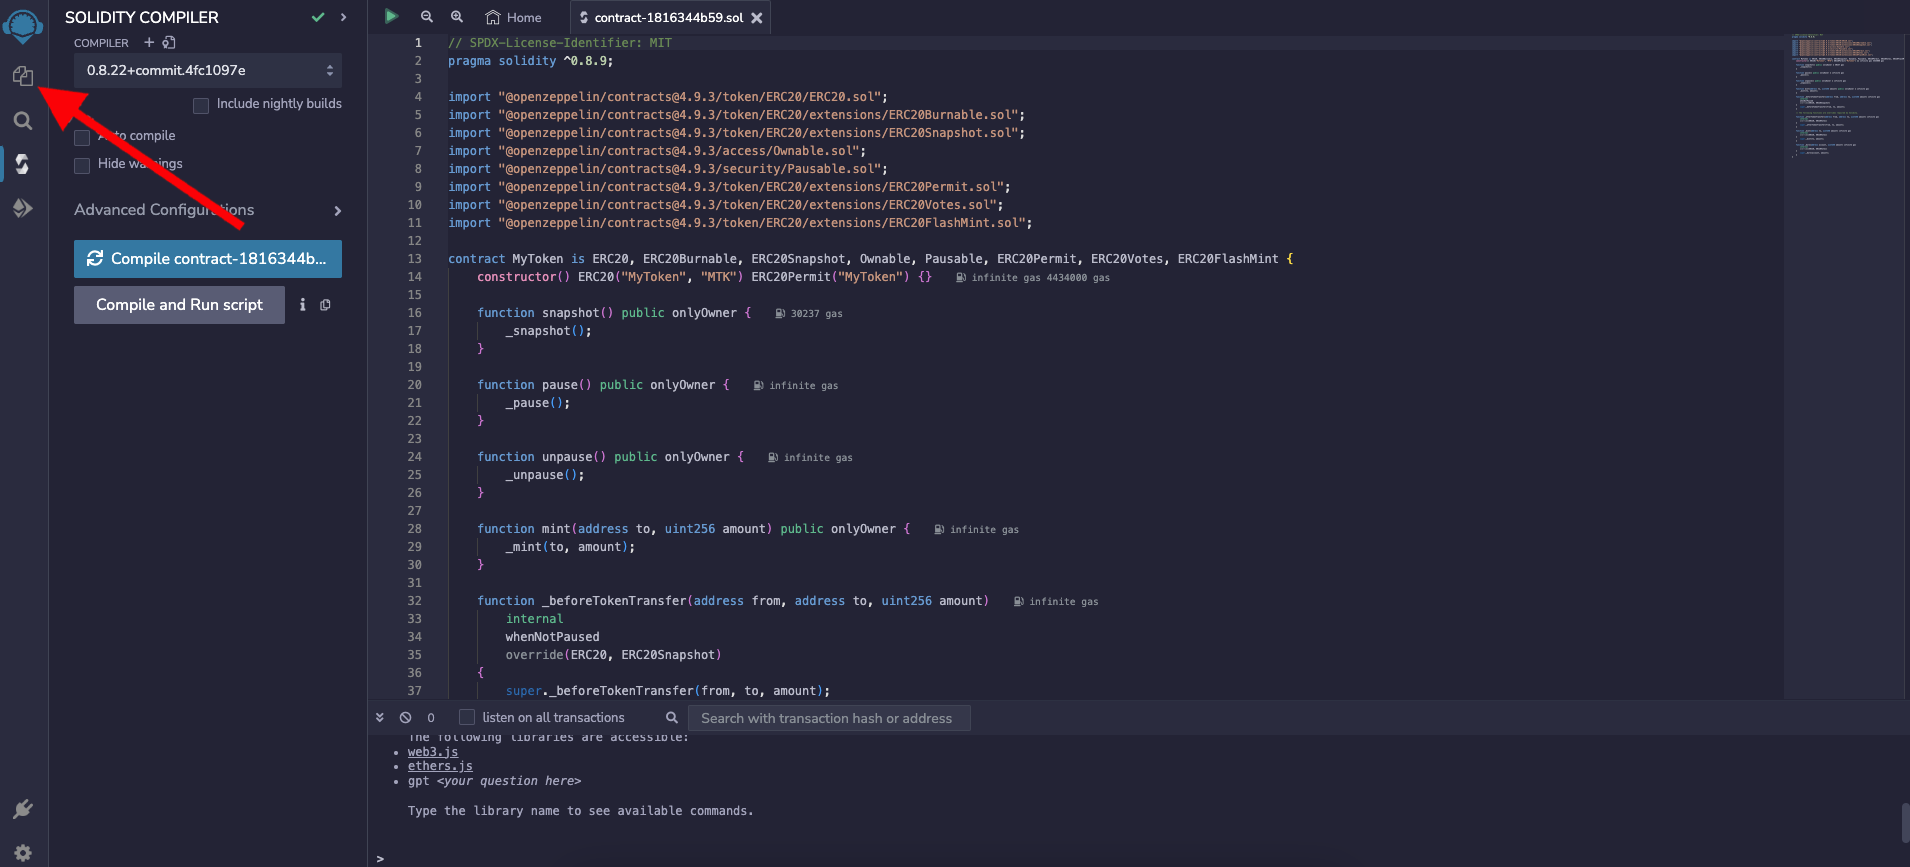 SOLIDITY COMPILER
COMPILER
0.8.22+commit.4fc1097e
Include nightly builds
Auto compile
Hide warnings
Advanced Configurations
Compile contract-1816344b...
Compile and Run script
Home
contract-1816344b59.sol
1 // SPDX-License-Identifier: MIT
2 pragma solidity ^0.8.9;
3
4 import "@openzeppelin/contracts@4.9.3/token/ERC20/ERC20.sol";
5 import "@openzeppelin/contracts@4.9.3/token/ERC20/extensions/ERC20Burnable.sol";
6 import "@openzeppelin/contracts@4.9.3/token/ERC20/extensions/ERC20Snapshot.sol";
7 import "@openzeppelin/contracts@4.9.3/access/Ownable.sol";
8 import "@openzeppelin/contracts@4.9.3/security/Pausable.sol";
9 import "@openzeppelin/contracts@4.9.3/token/ERC20/extensions/ERC20Permit.sol";
10 import "@openzeppelin/contracts@4.9.3/token/ERC20/extensions/ERC20Votes.sol";
11 import "@openzeppelin/contracts@4.9.3/token/ERC20/extensions/ERC20FlashMint.sol";
12
13 contract MyToken is ERC20, ERC20Burnable, ERC20Snapshot, Ownable, Pausable, ERC20Permit, ERC20Votes, ERC20FlashMint {
14 constructor() ERC20("MyToken", "MTK") ERC20Permit("MyToken") {} infinite gas 4434000 gas
15
16 function snapshot() public onlyOwner { 30237 gas
17 _snapshot();
18 }
19
20 function pause() public onlyOwner { infinite gas
21 _pause();
22 }
23
24 function unpause() public onlyOwner { infinite gas
25 _unpause();
26 }
27
28 function mint(address to, uint256 amount) public onlyOwner { infinite gas
29 _mint(to, amount);
30 }
31
32 function _beforeTokenTransfer(address from, address to, uint256 amount) infinite gas
33 internal
34 whenNotPaused
35 override(ERC20, ERC20Snapshot)
36 {
37 super._beforeTokenTransfer(from, to, amount);
0
listen on all transactions
Search with transaction hash or address
The following libraries are accessible:
• web3.js
• ethers.js
• gpt <your question here>
Type the library name to see available commands.
>